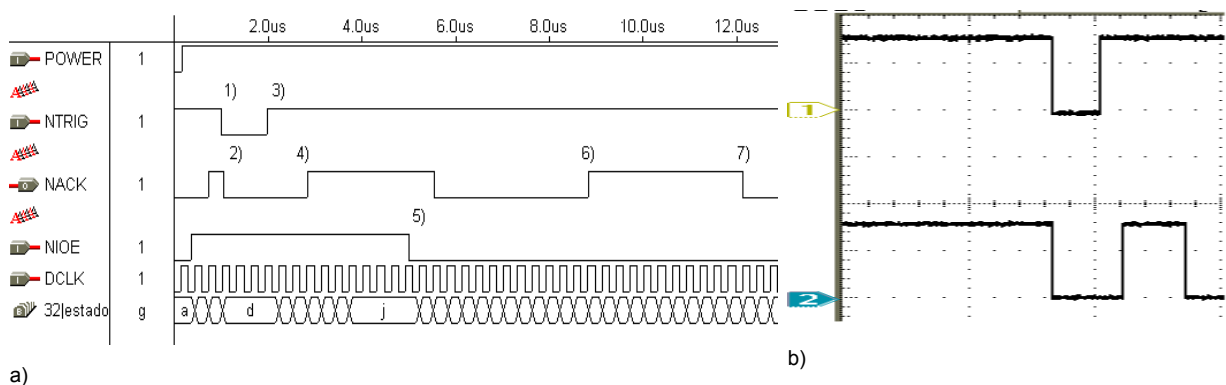 2.0us 4.0us 6.0us 8.0us 10.0us 12.0us
POWER 1
1) 3)
NTRIG 1
2) 4) 6) 7)
NACK 1
5)
NIOE 1
DCLK 1
32|estado g a d j
a)
1
2
b)